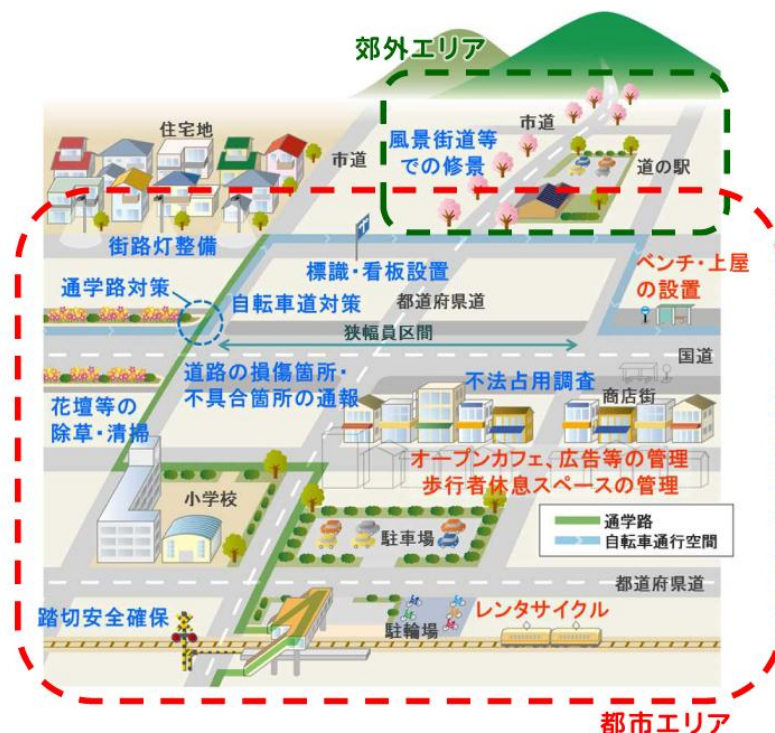 郊外エリア
住宅地
市道
市道
風景街道等
での修景
道の駅
街路灯整備
標識・看板設置
ベンチ・上屋
の設置
通学路対策
自転車道対策
都道府県道
狭幅員区間
国道
花壇等の
除草・清掃
道路の損傷箇所・
不具合箇所の通報
不法占用調査
商店街
オープンカフェ、広告等の管理
歩行者休息スペースの管理
小学校
駐車場
通学路
自転車通行空間
都道府県道
踏切安全確保
駐輪場
レンタサイクル
都市エリア